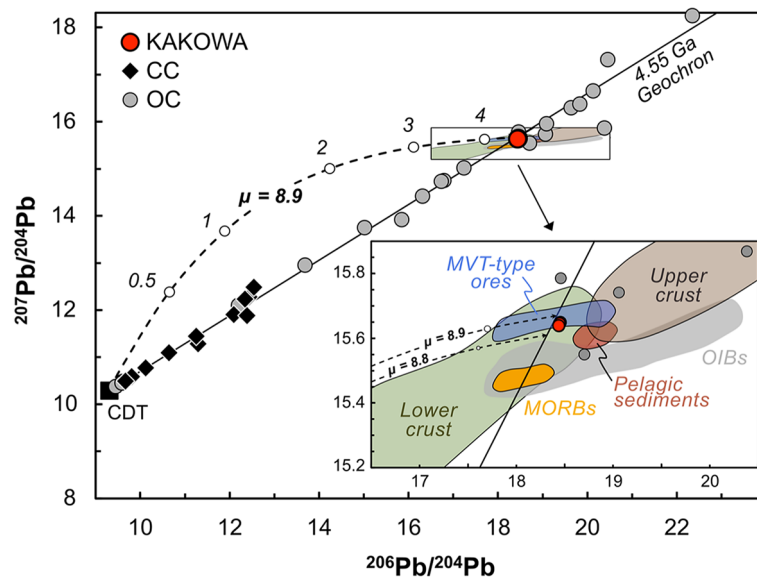 KAKOWA
CC
OC
4.55 Ga
Geochron
0.5
1
2
3
4
μ = 8.9
CDT
18
16
14
12
10
8
10
12
14
16
18
20
22
207Pb/204Pb
206Pb/204Pb
MVT-type
ores
Upper
crust
μ = 8.9
μ = 8.8
OIBs
Pelagic
sediments
MORBs
Lower
crust
15.8
15.6
15.4
15.2
17
18
19
20